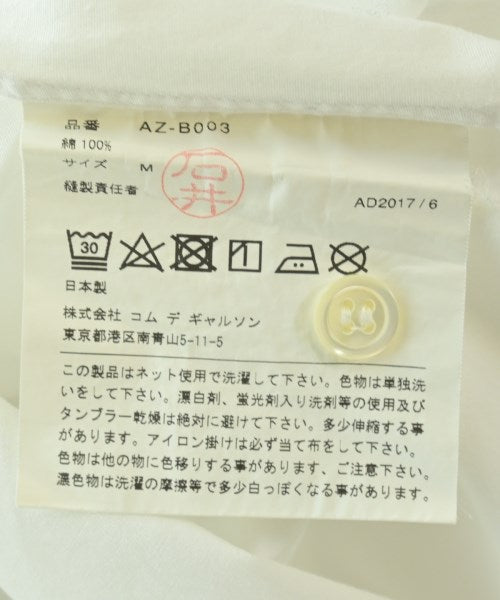 品番 AZ-B003
綿 100%
サイズ M
石井
縫製責任者
AD2017/6
30
日本製
株式会社 コム デ ギャルソン
東京都港区南青山5-11-5
この製品はネット使用で洗濯して下さい。色物は単独洗
いをして下さい。漂白剤、蛍光剤入り洗剤等の使用及び
タンブラー乾燥は絶対に避けて下さい。多少伸縮する事
があります。アイロン掛けは必ず当て布をして下さい。
色物は他の物に色移りする事があります、ご注意下さい。
濃色物は洗濯の摩擦等で多少白っぽくなる事があります。